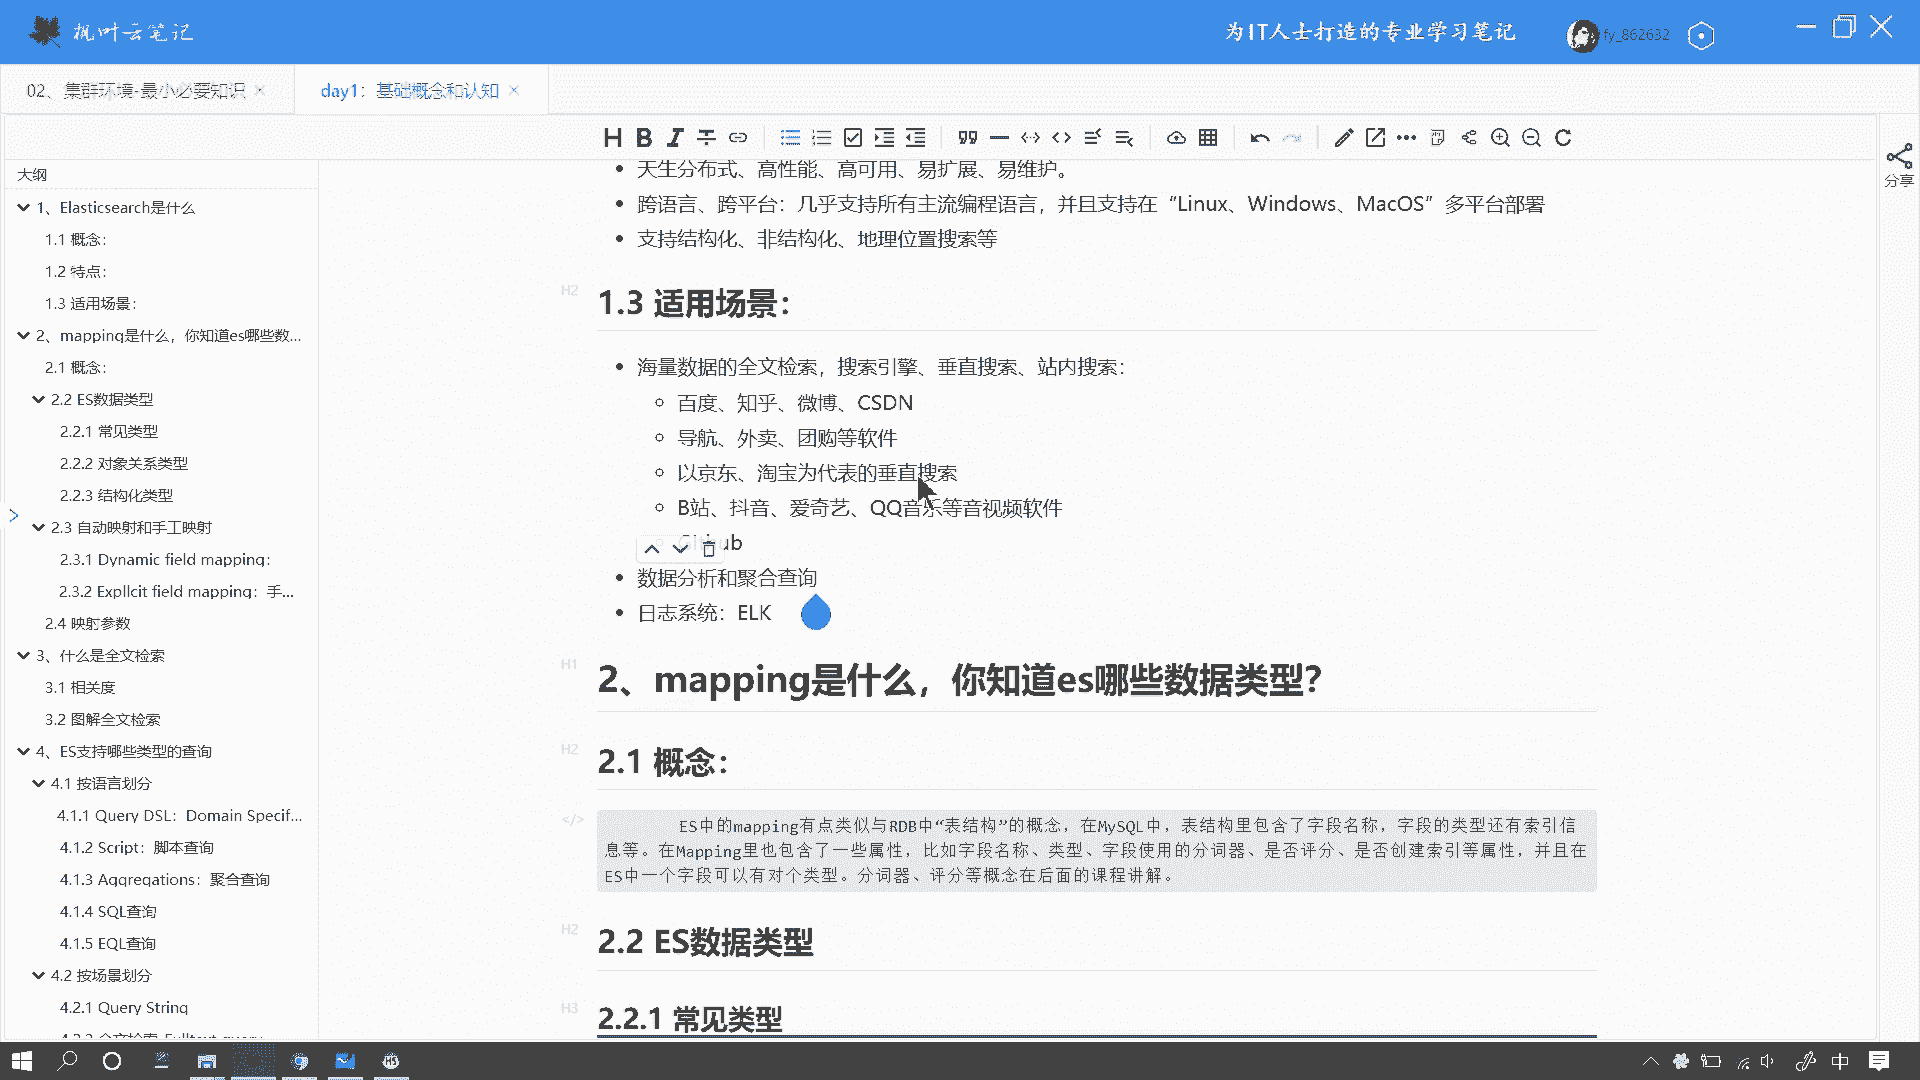 枫叶云笔记
为IT人士打造的专业学习笔记
fy_862632
02、集群环境-最小必要知识
day1：基础概念和认知
分享
大纲
1、Elasticsearch是什么
1.1 概念：
1.2 特点：
1.3 适用场景：
2、mapping是什么，你知道es哪些数...
2.1 概念：
2.2 ES数据类型
2.2.1 常见类型
2.2.2 对象关系类型
2.2.3 结构化类型
2.3 自动映射和手工映射
2.3.1 Dynamic field mapping：
2.3.2 Expllcit field mapping：手...
2.4 映射参数
3、什么是全文检索
3.1 相关度
3.2 图解全文检索
4、ES支持哪些类型的查询
4.1 按语言划分
4.1.1 Query DSL：Domain Specif...
4.1.2 Script：脚本查询
4.1.3 Aggregations：聚合查询
4.1.4 SQL查询
4.1.5 EQL查询
4.2 按场景划分
4.2.1 Query String
天生分布式、高性能、高可用、易扩展、易维护。
跨语言、跨平台：几乎支持所有主流编程语言，并且支持在“Linux、Windows、MacOS”多平台部署
支持结构化、非结构化、地理位置搜索等
H2
1.3 适用场景：
海量数据的全文检索，搜索引擎、垂直搜索、站内搜索：
百度、知乎、微博、CSDN
导航、外卖、团购等软件
以京东、淘宝为代表的垂直搜索
B站、抖音、爱奇艺、QQ音乐等音视频软件
Github
数据分析和聚合查询
日志系统：ELK
H1
2、mapping是什么，你知道es哪些数据类型？
H2
2.1 概念：
ES中的mapping有点类似与RDB中“表结构”的概念，在MySQL中，表结构里包含了字段名称，字段的类型还有索引信
息等。在Mapping里也包含了一些属性，比如字段名称、类型、字段使用的分词器、是否评分、是否创建索引等属性，并且在
ES中一个字段可以有对个类型。分词器、评分等概念在后面的课程讲解。
H2
2.2 ES数据类型
H3
2.2.1 常见类型
中